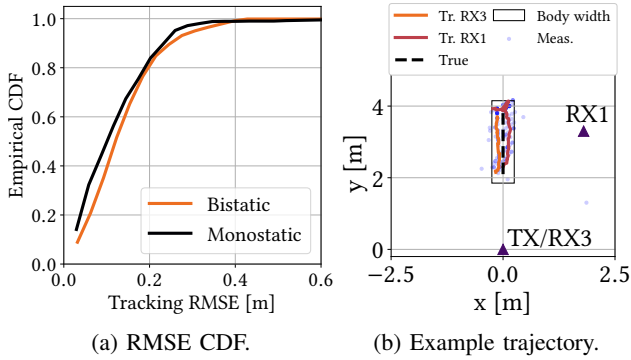 1.0
0.8
0.6
0.4
0.2
0.0
Empirical CDF
Bistatic
Monostatic
0.0 0.2 0.4 0.6
Tracking RMSE [m]
(a) RMSE CDF.
Tr. RX3
Tr. RX1
True
Body width
Meas.
4
2
0
y [m]
RX1
TX/RX3
−2.5 0.0 2.5
x [m]
(b) Example trajectory.